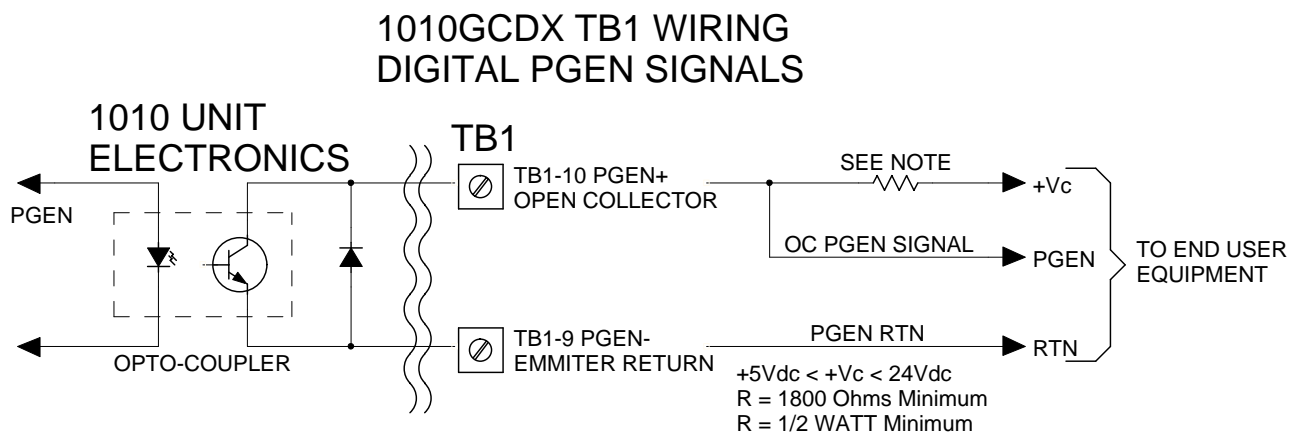 1010GCDX TB1 WIRING
DIGITAL PGEN SIGNALS
1010 UNIT
ELECTRONICS
TB1
PGEN
OPTO-COUPLER
TB1-10 PGEN+
OPEN COLLECTOR
SEE NOTE
+Vc
OC PGEN SIGNAL
PGEN
TO END USER
EQUIPMENT
TB1-9 PGEN-
EMMITER RETURN
PGEN RTN
RTN
+5Vdc < +Vc < 24Vdc
R = 1800 Ohms Minimum
R = 1/2 WATT Minimum